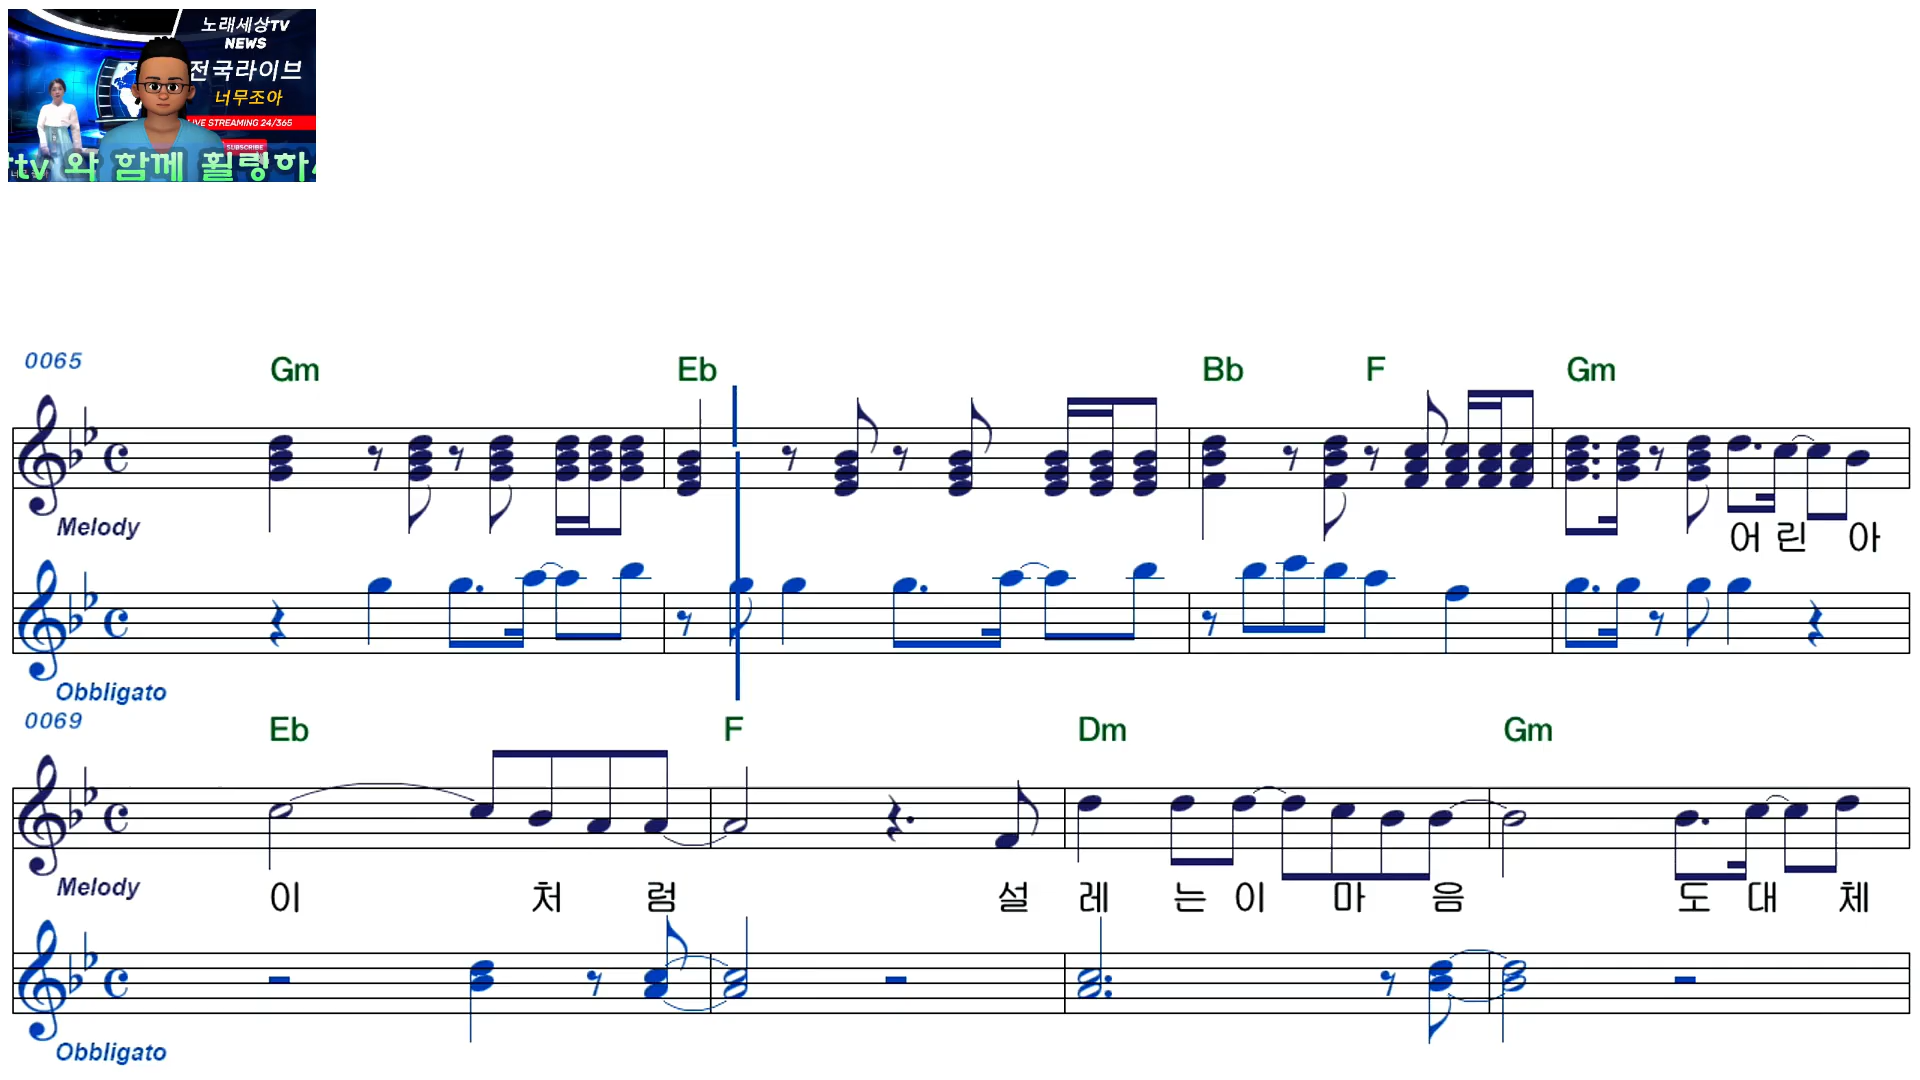 노래세상TV
NEWS
전국라이브
너무조아
LIVE STREAMING 24/365
SUBSCRIBE
tv 와 함께 휠링하
0065
Gm Eb Bb F Gm
Melody
어 린 아
Obbligato
0069
Eb F Dm Gm
Melody
이 처 럼 설 레 는 이 마 음 도 대 체
Obbligato